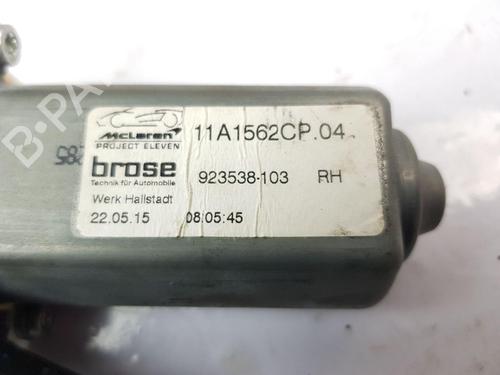 McLaren
PROJECT ELEVEN
11A1562CP.04
brose
Technik für Automobile
923538-103 RH
Werk Hallstadt
22.05.15 08:05:45
B-PARTS